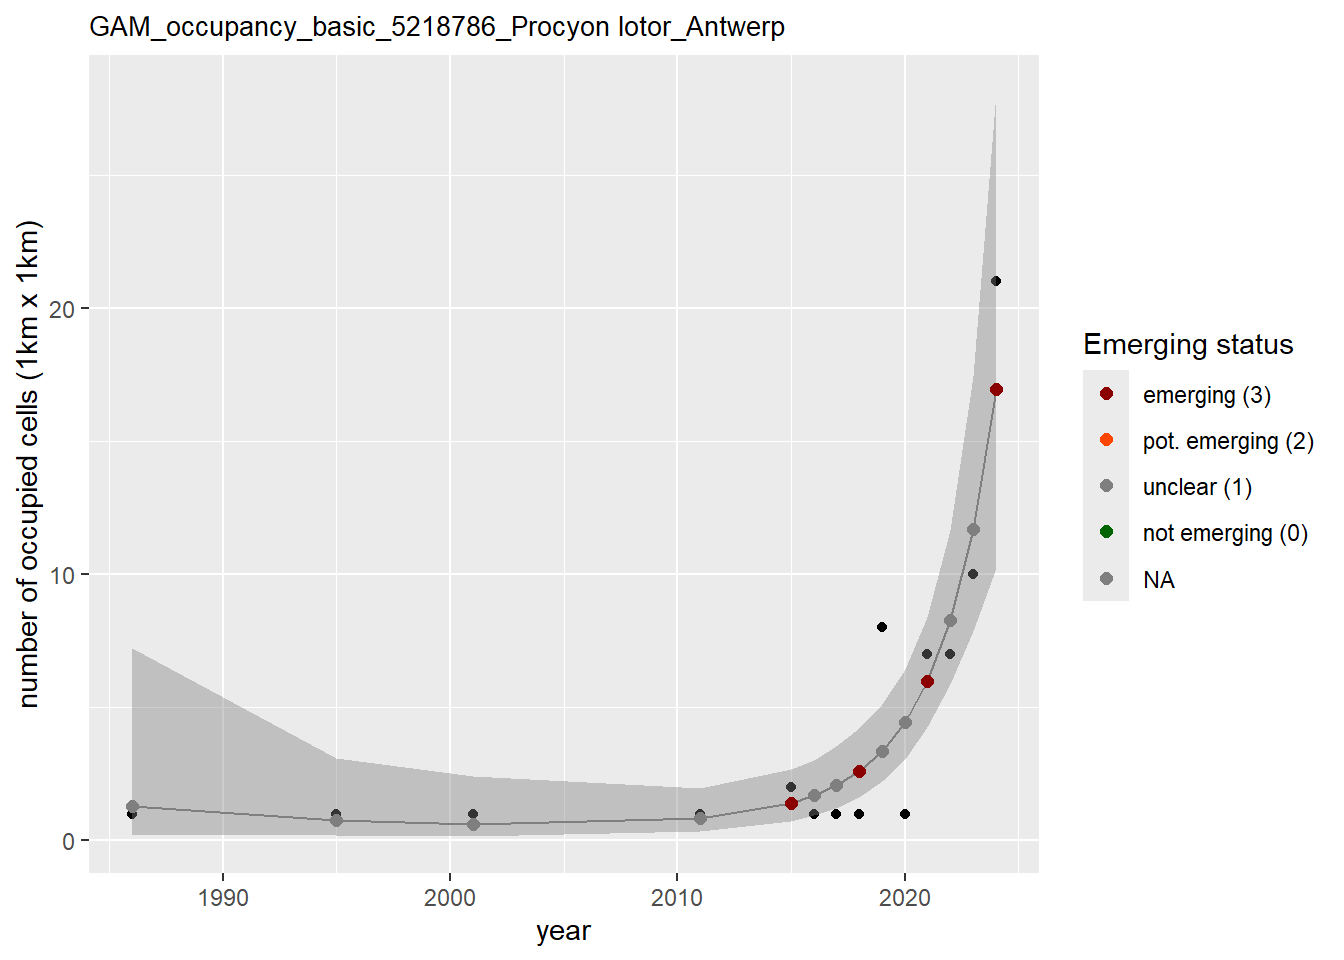 GAM_occupancy_basic_5218786_Procyon lotor_Antwerp
number of occupied cells (1km x 1km)
20
10
0
1990
2000
2010
2020
year
Emerging status
emerging (3)
pot. emerging (2)
unclear (1)
not emerging (0)
NA